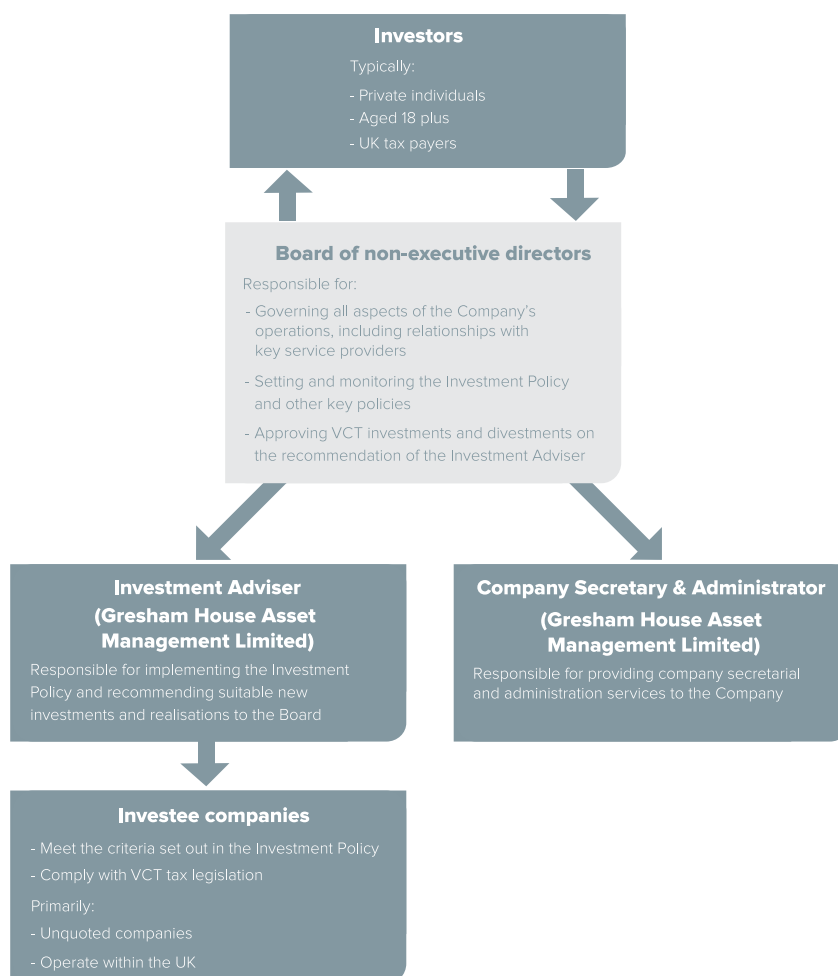 Investors
Typically:
- Private individuals
- Aged 18 plus
- UK tax payers
Board of non-executive directors
Responsible for:
- Governing all aspects of the Company's
operations, including relationships with
key service providers
- Setting and monitoring the Investment Policy
and other key policies
- Approving VCT investments and divestments on
the recommendation of the Investment Adviser
Investment Adviser
(Gresham House Asset
Management Limited)
Responsible for implementing the Investment
Policy and recommending suitable new
investments and realisations to the Board
Company Secretary & Administrator
(Gresham House Asset
Management Limited)
Responsible for providing company secretarial
and administration services to the Company
Investee companies
- Meet the criteria set out in the Investment Policy
- Comply with VCT tax legislation
Primarily:
- Unquoted companies
- Operate within the UK